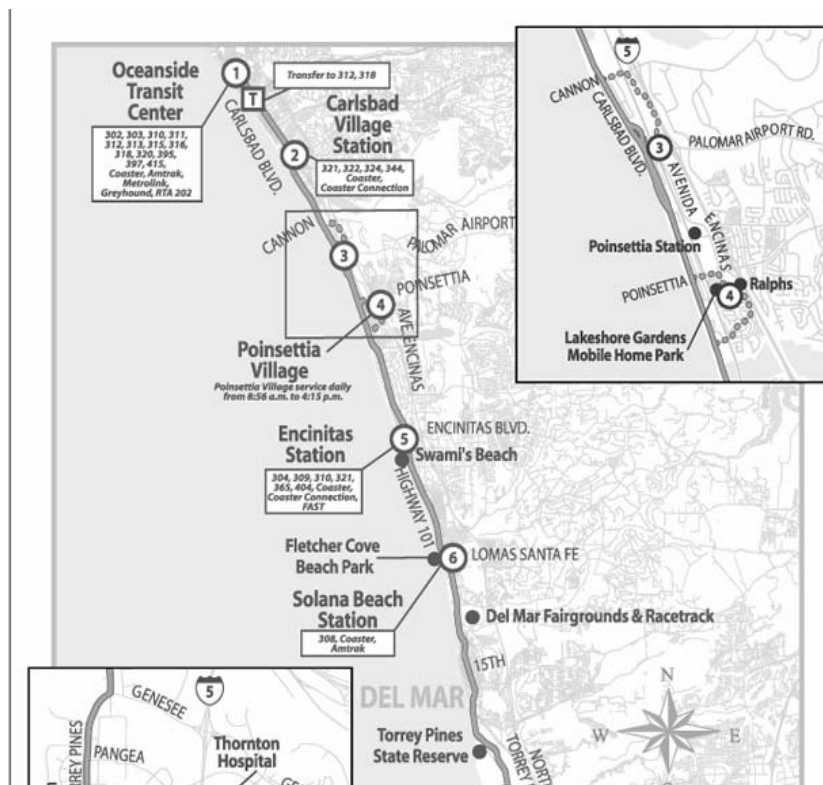 Oceanside
Transit
Center
302, 303, 310, 311,
312, 313, 315, 316,
318, 320, 395,
397, 415,
Coaster, Amtrak,
Metrolink,
Greyhound, RTA 202
1
T
Transfer to 312, 318
CARLSBAD BLVD.
Carlsbad
Village
Station
2
321, 322, 324, 344,
Coaster,
Coaster Connection
CANNON
PALOMAR AIRPORT
3
POINSETTIA
4
AVE. ENCINAS
Poinsettia
Village
Poinsettia Village service daily
from 8:56 a.m. to 4:15 p.m.
5
ENCINITAS BLVD.
Encinitas
Station
Swami's Beach
304, 309, 310, 321,
365, 404, Coaster,
Coaster Connection,
FAST
HIGHWAY 101
Fletcher Cove
Beach Park
6
LOMAS SANTA FE
Solana Beach
Station
308, Coaster,
Amtrak
Del Mar Fairgrounds & Racetrack
15TH
DEL MAR
Torrey Pines
State Reserve
NORTH
TORREY
N
W
E
5
CANNON
CARLSBAD BLVD.
3
PALOMAR AIRPORT RD.
AVENIDA
ENCINAS
Poinsettia Station
POINSETTIA
4
Ralphs
Lakeshore Gardens
Mobile Home Park
5
GENESEE
PANGEA
TORREY PINES
Thornton
Hospital